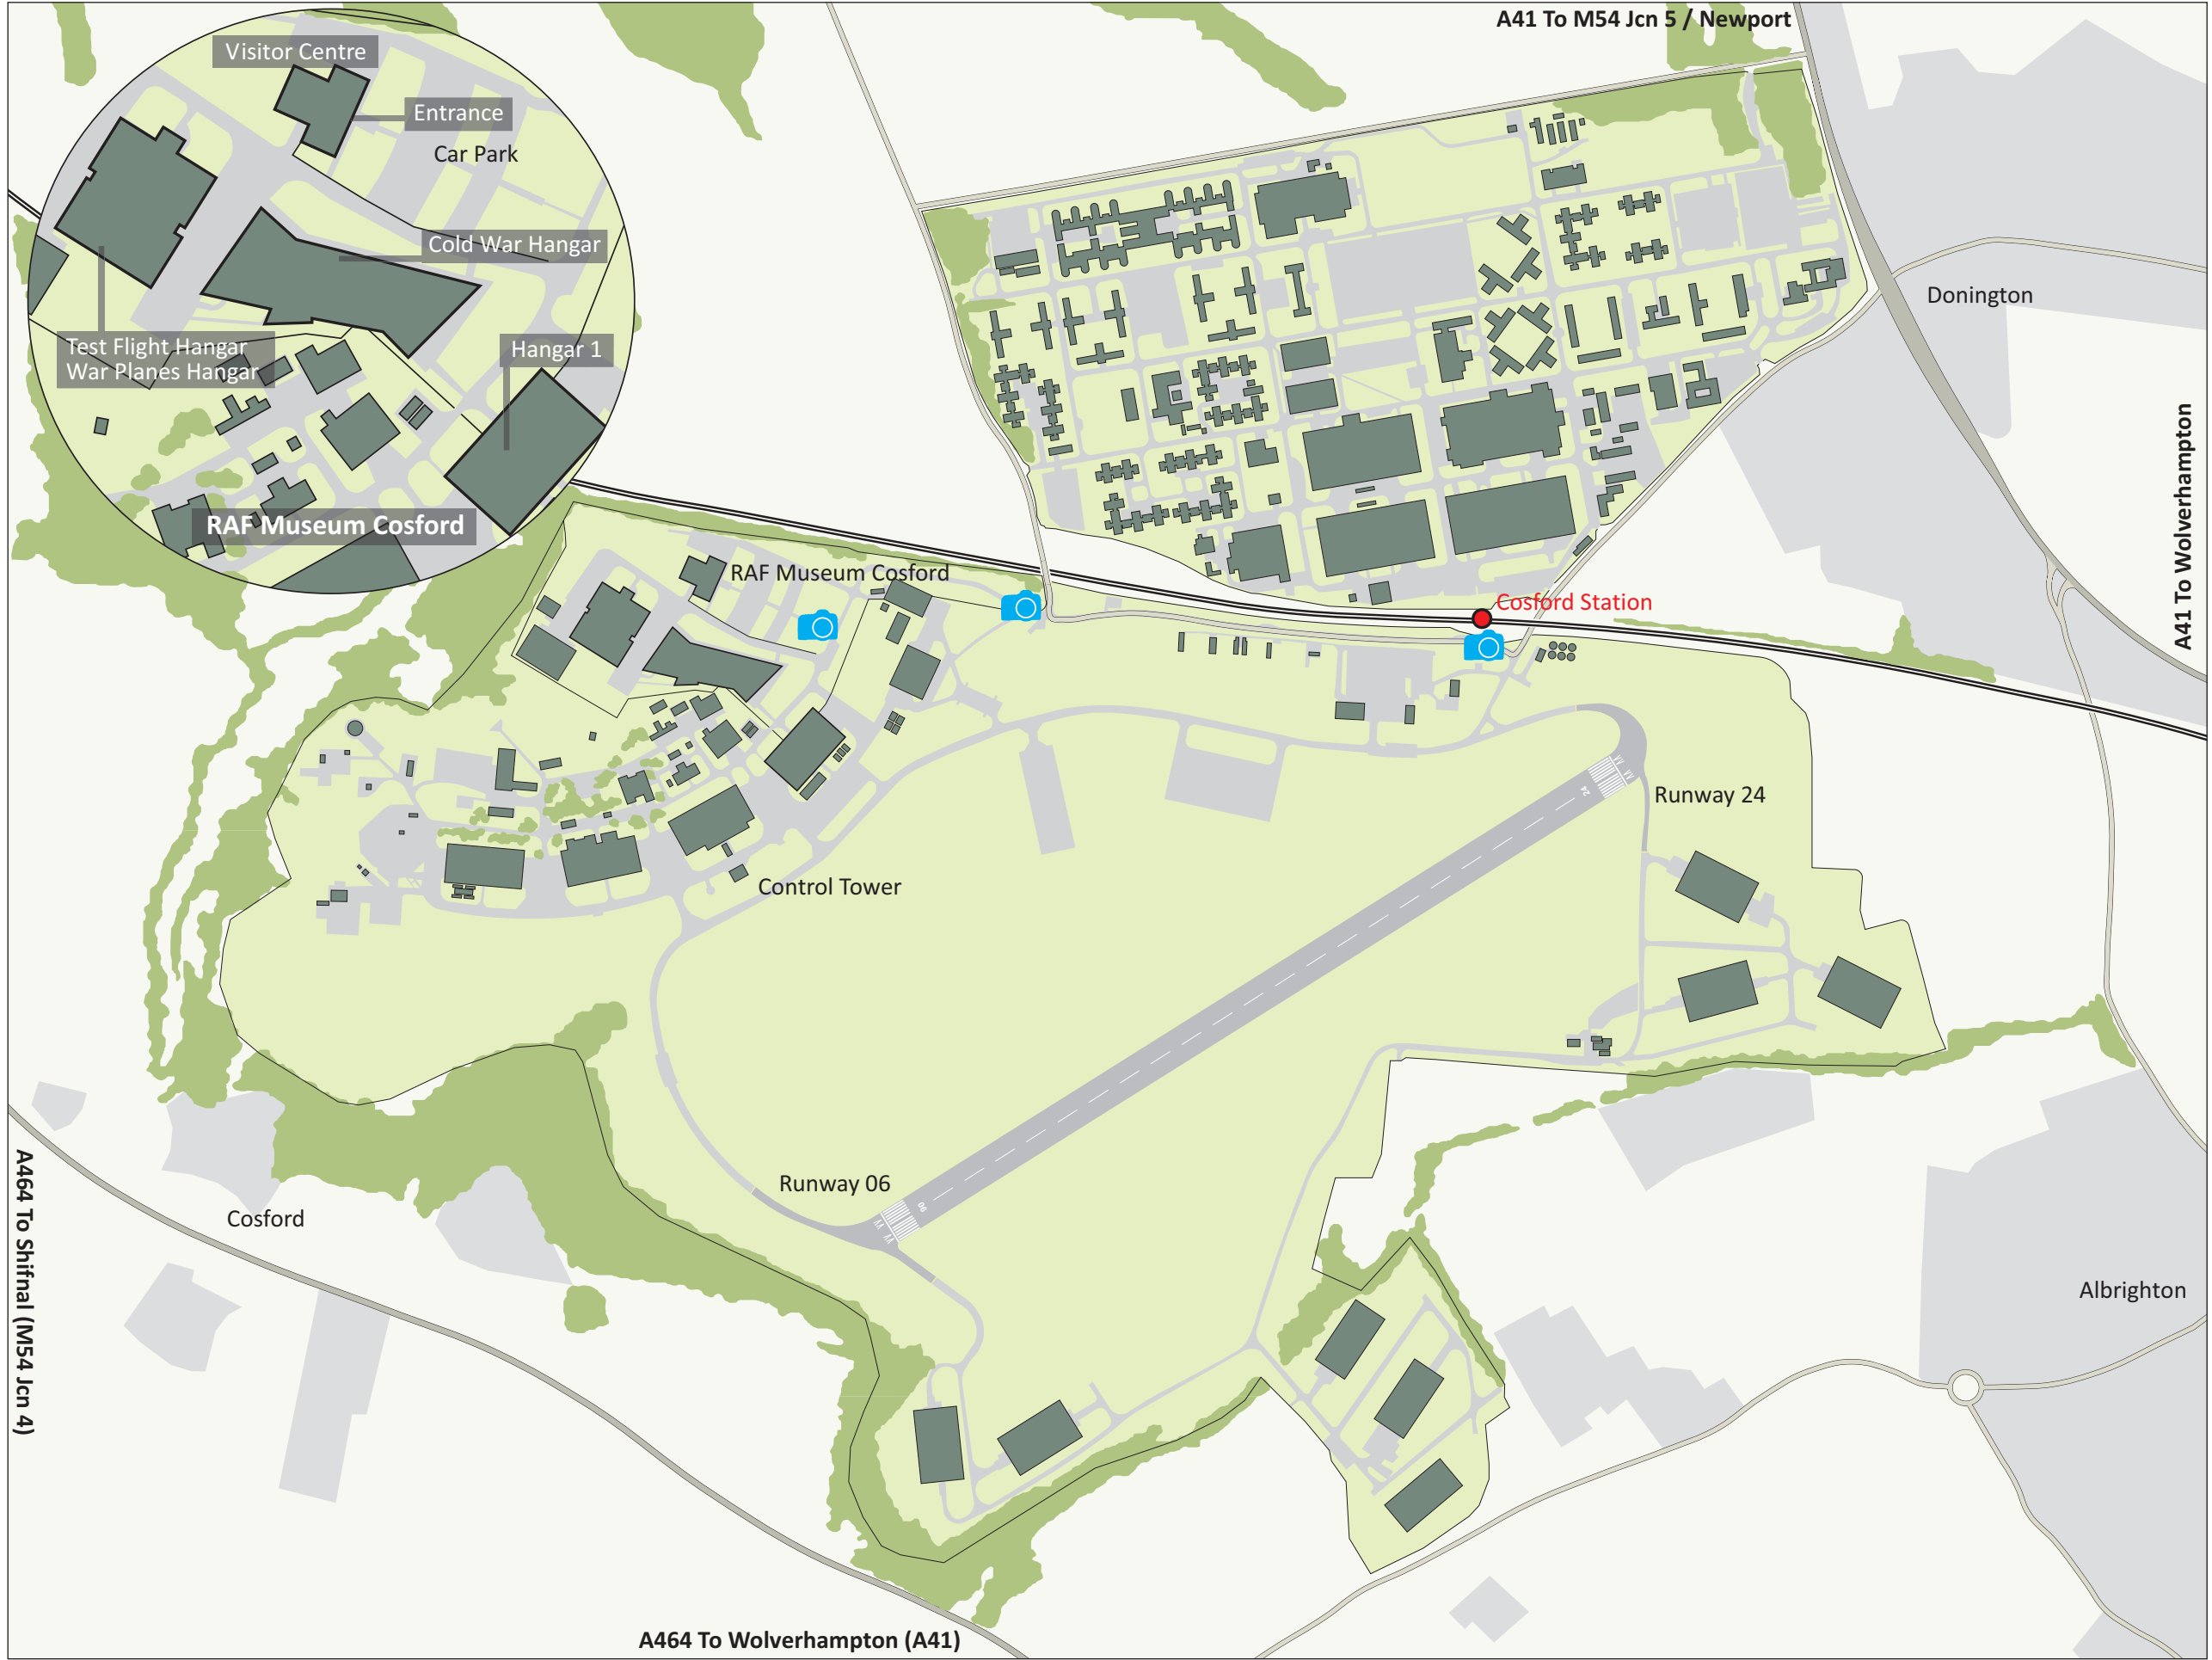 A41 To M54 Jcn 5 / Newport
Visitor Centre
Entrance
Car Park
Cold War Hangar
Test Flight Hangar
War Planes Hangar
Hangar 1
RAF Museum Cosford
Donington
A41 To Wolverhampton
RAF Museum Cosford
Cosford Station
Runway 24
24
Control Tower
Runway 06
06
A464 To Shifnal (M54 Jcn 4)
Cosford
Albrighton
A464 To Wolverhampton (A41)